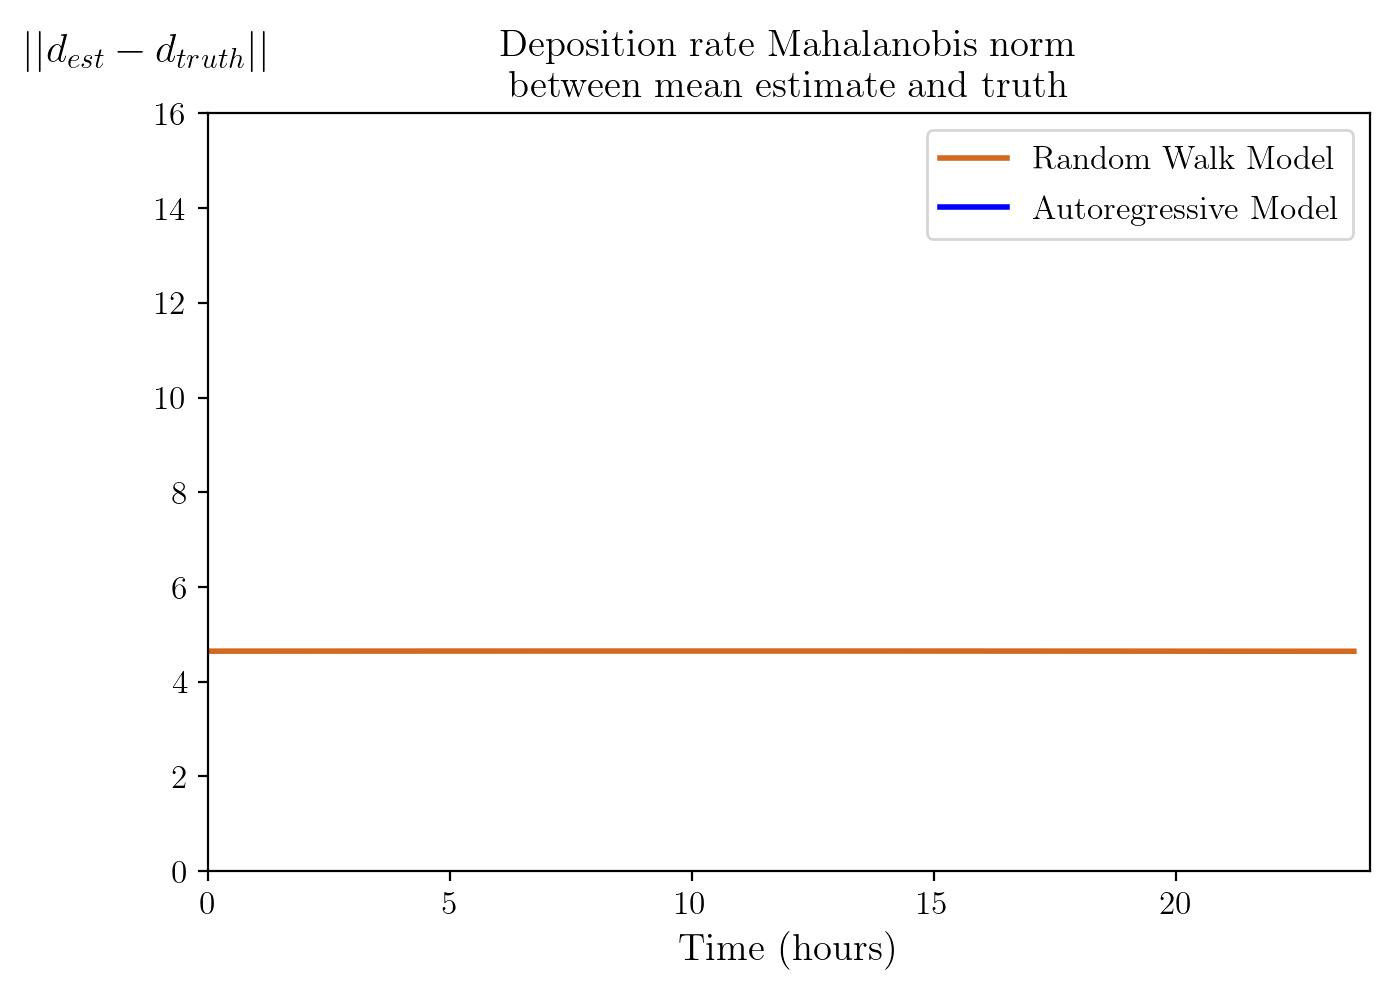 ||d_est − d_truth||
Deposition rate Mahalanobis norm
between mean estimate and truth
16
14
12
10
8
6
4
2
0
Random Walk Model
Autoregressive Model
0 5 10 15 20
Time (hours)